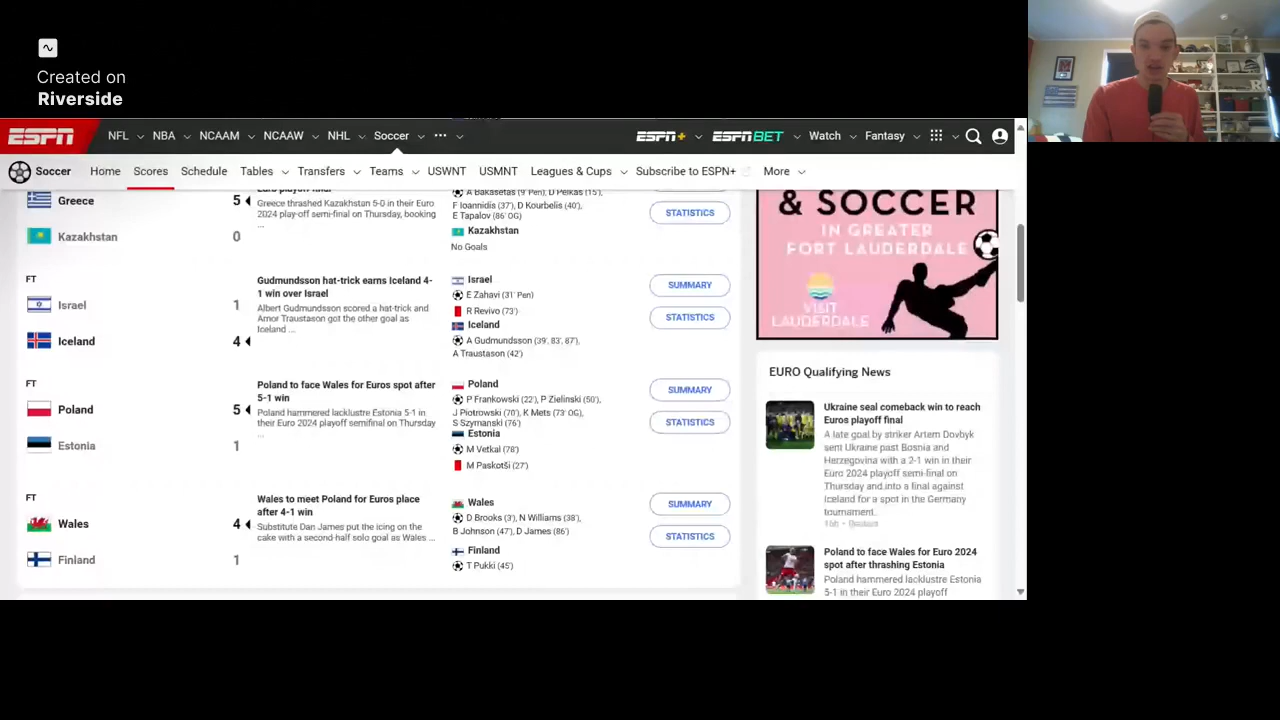 Created on
Riverside
ESPN NFL NBA NCAAM NCAAW NHL Soccer ••• ESPN+ ESPN BET Watch Fantasy
Soccer Home Scores Schedule Tables Transfers Teams USWNT USMNT Leagues & Cups Subscribe to ESPN+ More
Greece 5
Kazakhstan 0
Greece thrashed Kazakhstan 5-0 in their Euro
2024 play-off semi-final on Thursday, booking
...
A Bakasetas (9' Pen), D Pelkas (15'),
F Ioannidis (37'), D Kourbelis (40'),
E Tapalov (86' OG)
Kazakhstan
No Goals
STATISTICS
FT
Israel 1
Iceland 4
Gudmundsson hat-trick earns Iceland 4-
1 win over Israel
Albert Gudmundsson scored a hat-trick and
Arnor Traustason got the other goal as
Iceland ...
Israel
E Zahavi (31' Pen)
R Revivo (73')
Iceland
A Gudmundsson (39', 83', 87'),
A Traustason (42')
SUMMARY
STATISTICS
FT
Poland 5
Estonia 1
Poland to face Wales for Euros spot after
5-1 win
Poland hammered lacklustre Estonia 5-1 in
their Euro 2024 playoff semifinal on Thursday
...
Poland
P Frankowski (22'), P Zielinski (50'),
J Piotrowski (70'), K Mets (73' OG),
S Szymanski (76')
Estonia
M Vetkal (78')
M Paskotši (27')
SUMMARY
STATISTICS
FT
Wales 4
Finland 1
Wales to meet Poland for Euros place
after 4-1 win
Substitute Dan James put the icing on the
cake with a second-half solo goal as Wales ...
Wales
D Brooks (3'), N Williams (38'),
B Johnson (47'), D James (86')
Finland
T Pukki (45')
SUMMARY
STATISTICS
& SOCCER
IN GREATER
FORT LAUDERDALE
VISIT
LAUDERDALE
EURO Qualifying News
Ukraine seal comeback win to reach
Euros playoff final
A late goal by striker Artem Dovbyk
sent Ukraine past Bosnia and
Herzegovina with a 2-1 win in their
Euro 2024 playoff semi-final on
Thursday and into a final against
Iceland for a spot in the Germany
tournament.
16h • Reuters
Poland to face Wales for Euro 2024
spot after thrashing Estonia
Poland hammered lacklustre Estonia
5-1 in their Euro 2024 playoff